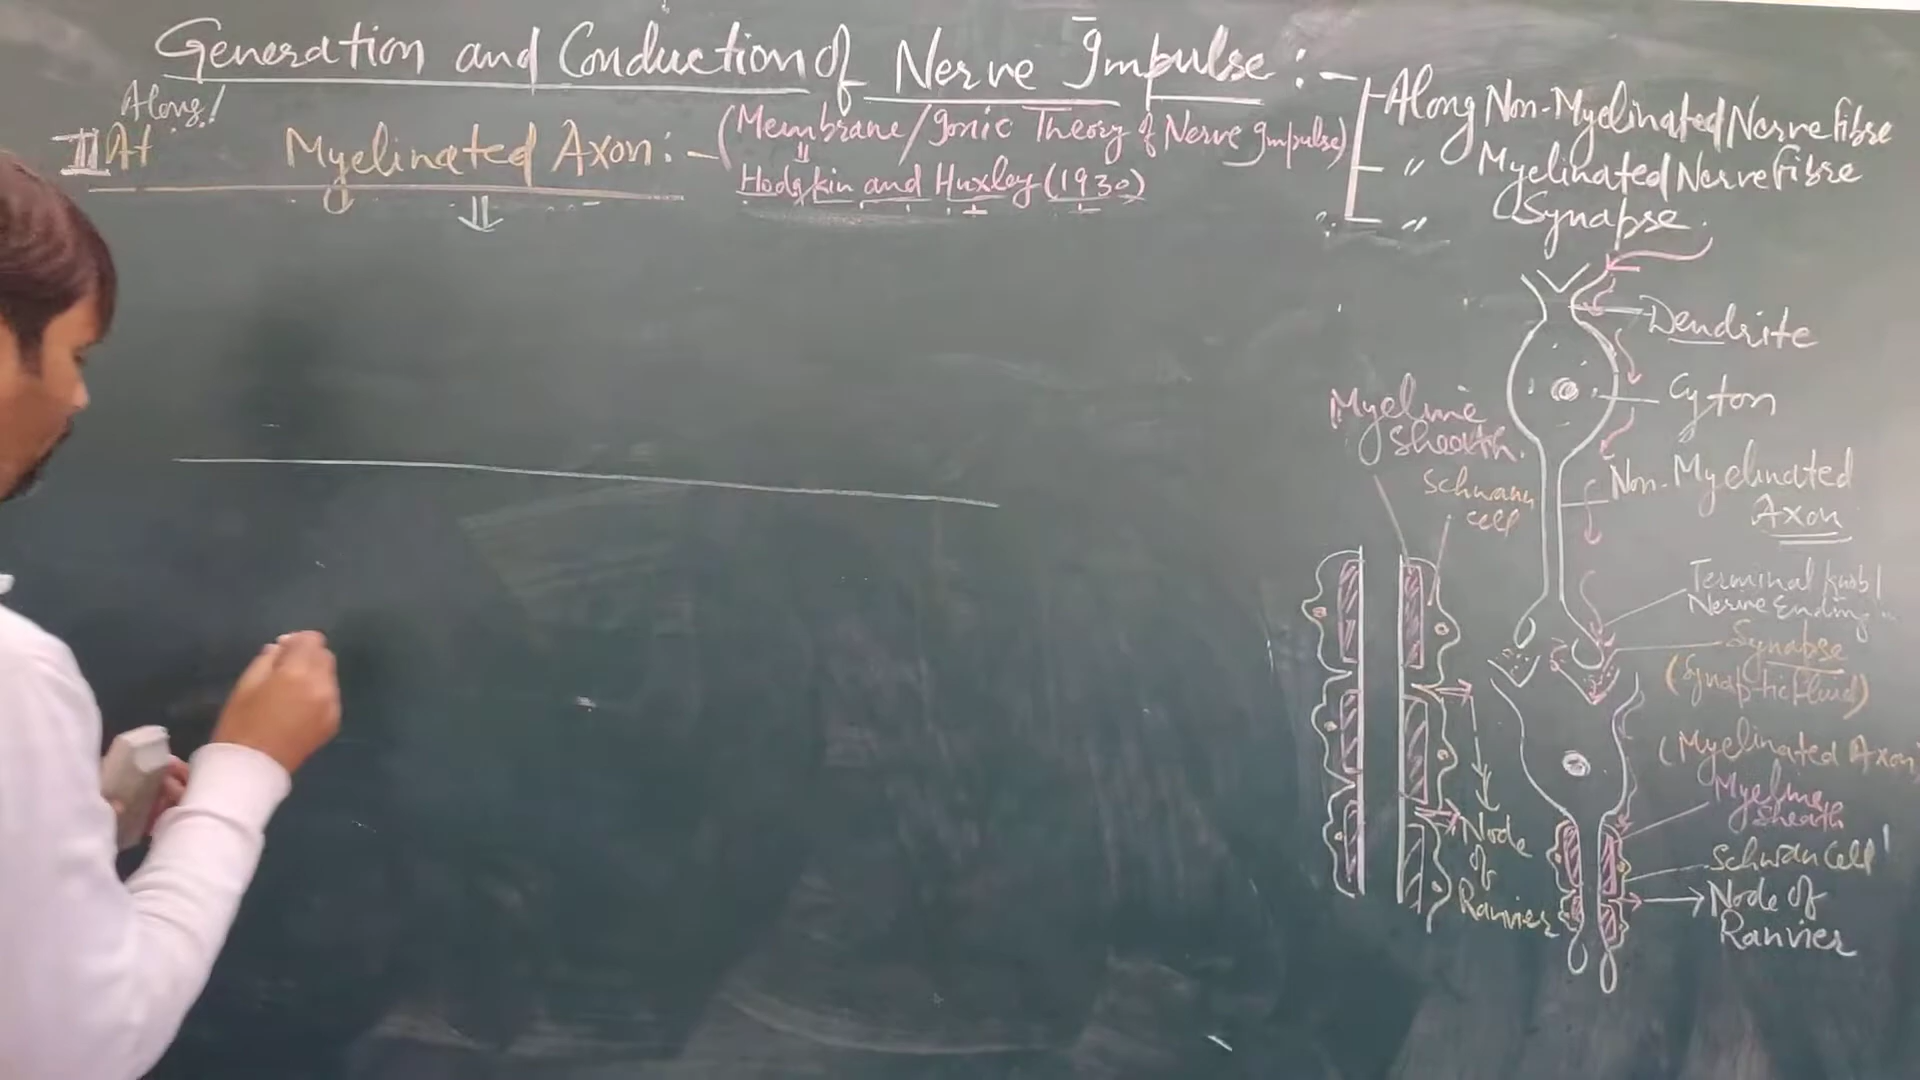 Generation and Conduction of Nerve Impulse :-
Along Non-Myelinated Nerve fibre
" Myelinated Nerve Fibre
" Synapse.
Along/
II At Myelinated Axon :-
(Membrane/Ionic Theory of Nerve Impulse)
Hodgkin and Huxley (1930)
Dendrite
Cyton
Non-Myelinated
Axon
Terminal knob/
Nerve Ending
Synapse
(Synaptic fluid)
(Myelinated Axon)
Myeline
Sheath
Schwan Cell
Node of
Ranvier
Myeline
Sheath.
Schwann
cell
Node
of
Ranvier